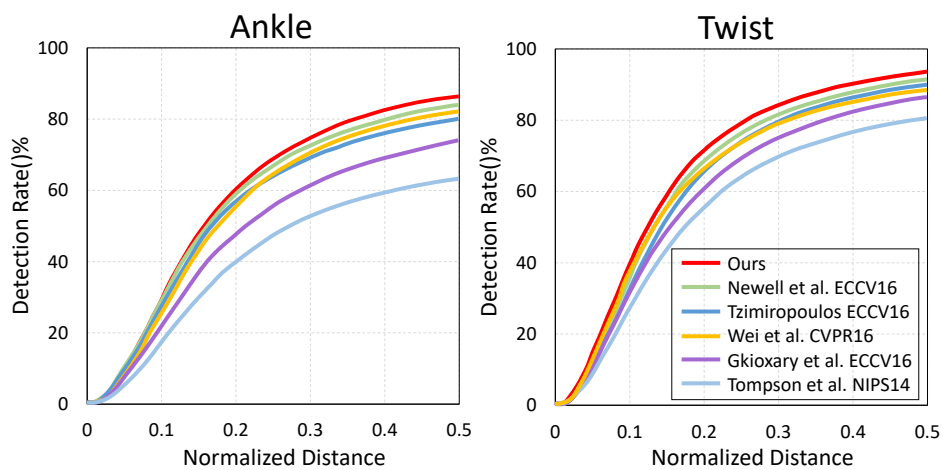 Ankle
Detection Rate()%
100
80
60
40
20
0
0 0.1 0.2 0.3 0.4 0.5
Normalized Distance
Twist
Detection Rate()%
100
80
60
40
20
0
Ours
Newell et al. ECCV16
Tzimiropoulos ECCV16
Wei et al. CVPR16
Gkioxary et al. ECCV16
Tompson et al. NIPS14
0 0.1 0.2 0.3 0.4 0.5
Normalized Distance